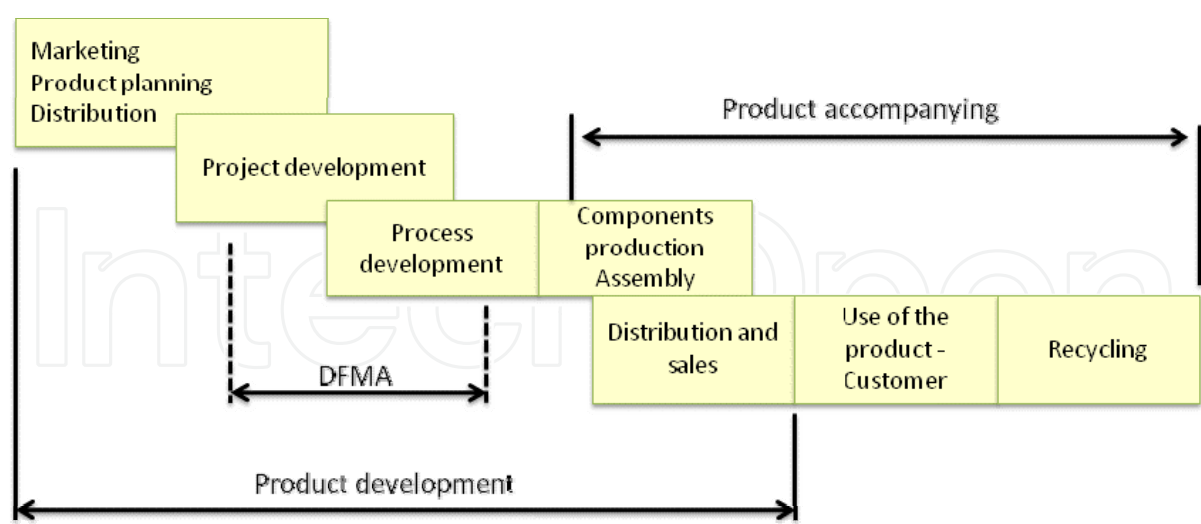 Marketing
Product planning
Distribution
Product accompanying
Project development
Process
development
Components
production
Assembly
Distribution and
sales
Use of the
product -
Customer
Recycling
DFMA
Product development
IntechOpen